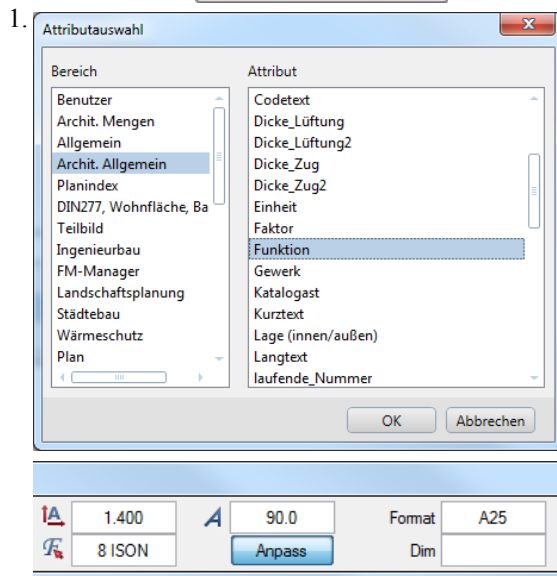 1.
Attributauswahl
Bereich
Attribut
Benutzer
Archit. Mengen
Allgemein
Archit. Allgemein
Planindex
DIN277, Wohnfläche, Ba
Teilbild
Ingenieurbau
FM-Manager
Landschaftsplanung
Städtebau
Wärmeschutz
Plan
Codetext
Dicke_Lüftung
Dicke_Lüftung2
Dicke_Zug
Dicke_Zug2
Einheit
Faktor
Funktion
Gewerk
Katalogast
Kurztext
Lage (innen/außen)
Langtext
laufende_Nummer
OK Abbrechen
A 1.400 A 90.0 Format A25
F 8 ISON Anpass Dim